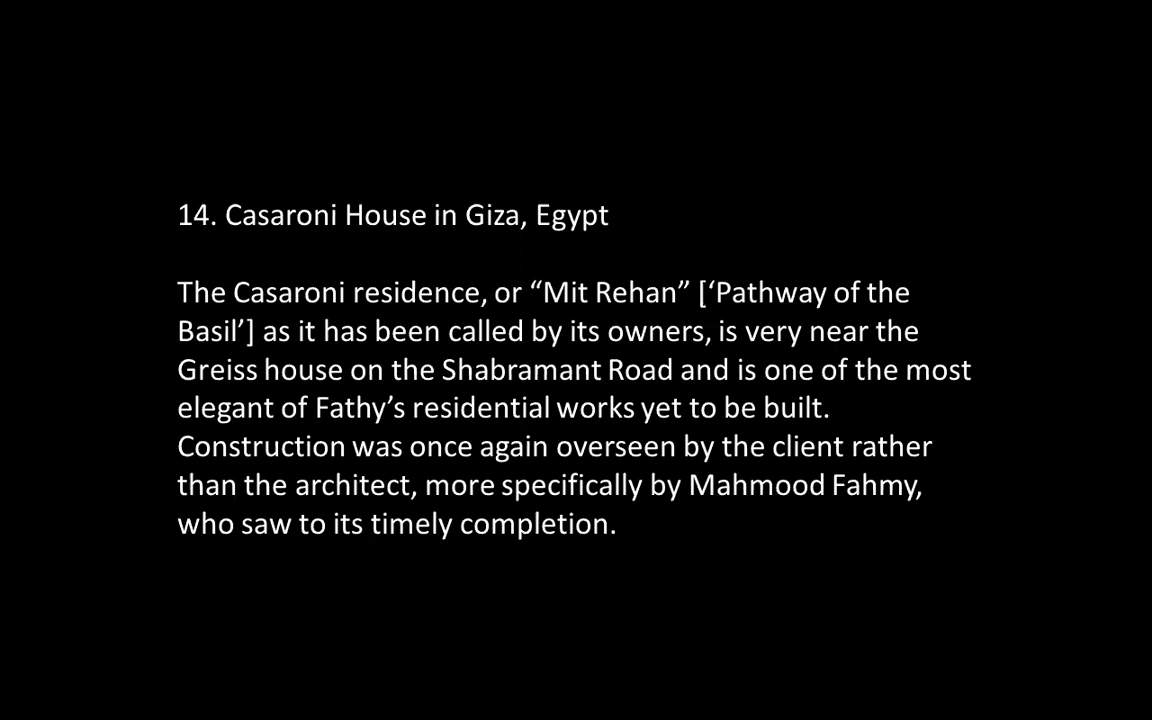 14. Casaroni House in Giza, Egypt
The Casaroni residence, or “Mit Rehan” [‘Pathway of the
Basil’] as it has been called by its owners, is very near the
Greiss house on the Shabramant Road and is one of the most
elegant of Fathy’s residential works yet to be built.
Construction was once again overseen by the client rather
than the architect, more specifically by Mahmood Fahmy,
who saw to its timely completion.